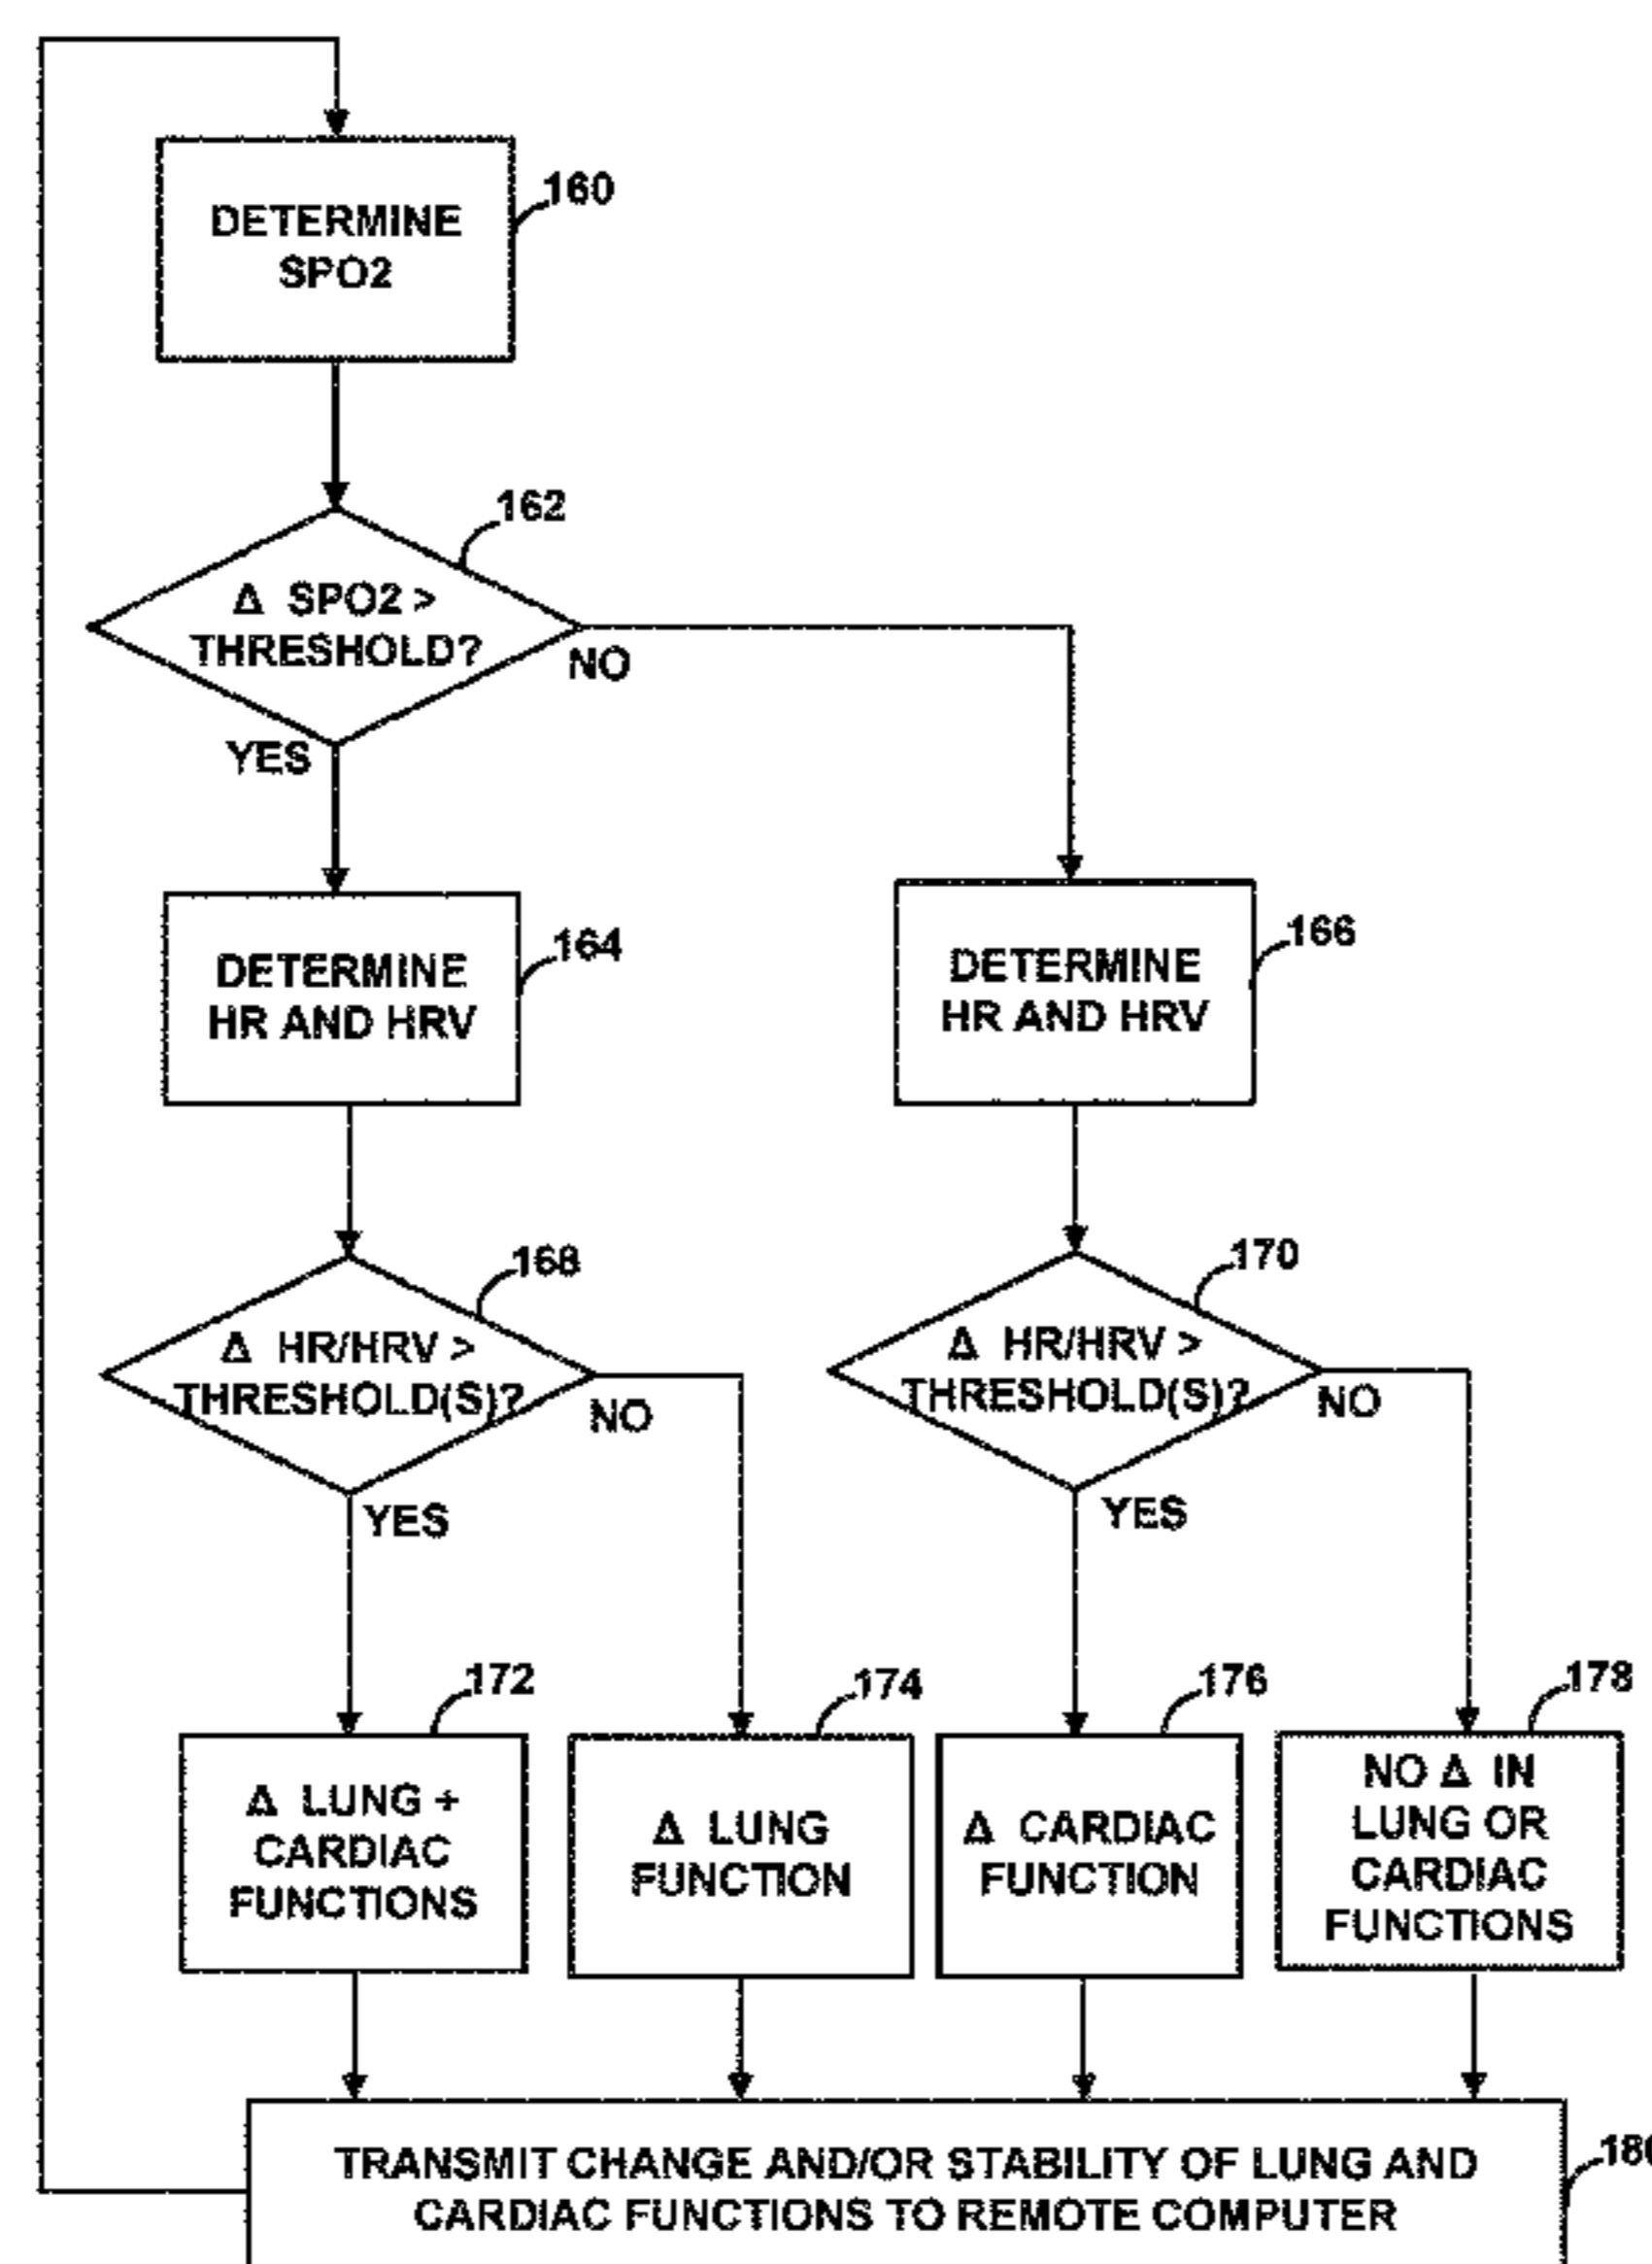 DETERMINE
SPO2
160
Δ SPO2 >
THRESHOLD?
162
NO
YES
DETERMINE
HR AND HRV
164
DETERMINE
HR AND HRV
166
Δ HR/HRV >
THRESHOLD(S)?
168
NO
YES
Δ HR/HRV >
THRESHOLD(S)?
170
NO
YES
172
Δ LUNG +
CARDIAC
FUNCTIONS
174
Δ LUNG
FUNCTION
176
Δ CARDIAC
FUNCTION
178
NO Δ IN
LUNG OR
CARDIAC
FUNCTIONS
TRANSMIT CHANGE AND/OR STABILITY OF LUNG AND
CARDIAC FUNCTIONS TO REMOTE COMPUTER